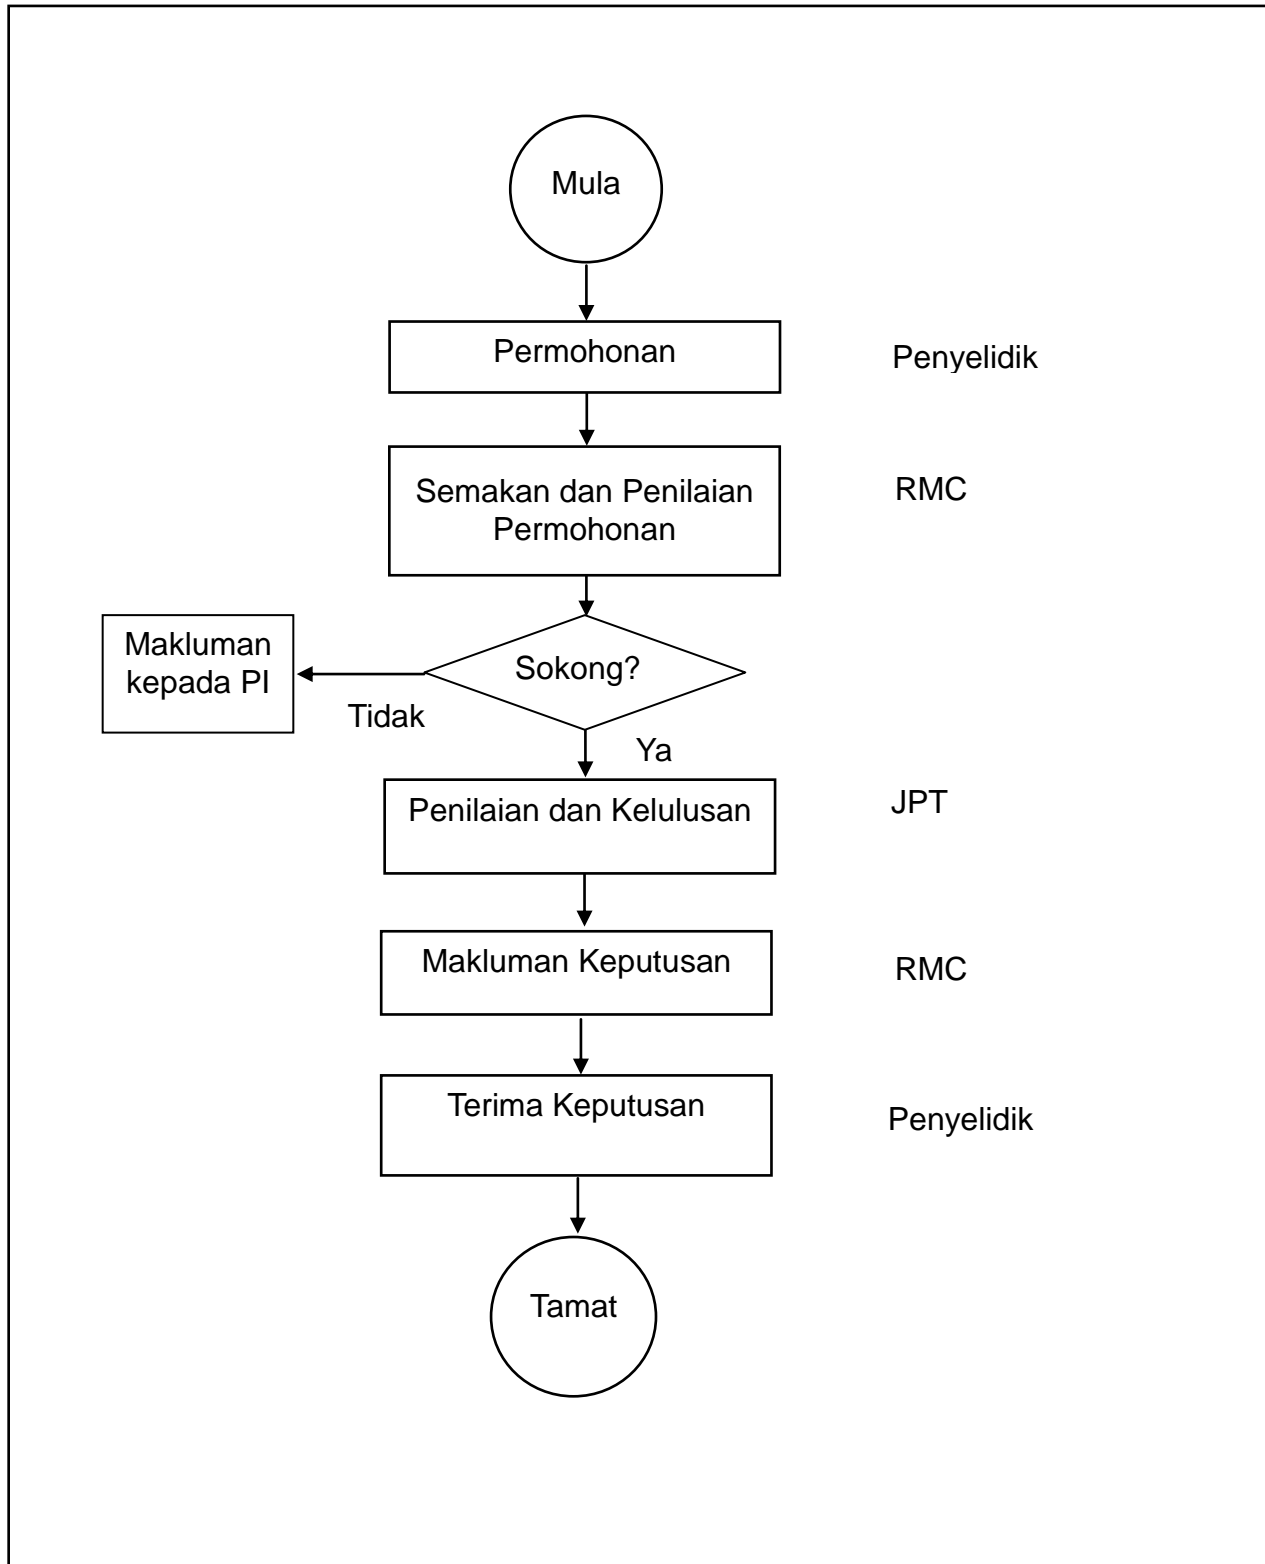 Mula
Permohonan
Penyelidik
Semakan dan Penilaian
Permohonan
RMC
Makluman
kepada PI
Sokong?
Tidak
Ya
Penilaian dan Kelulusan
JPT
Makluman Keputusan
RMC
Terima Keputusan
Penyelidik
Tamat